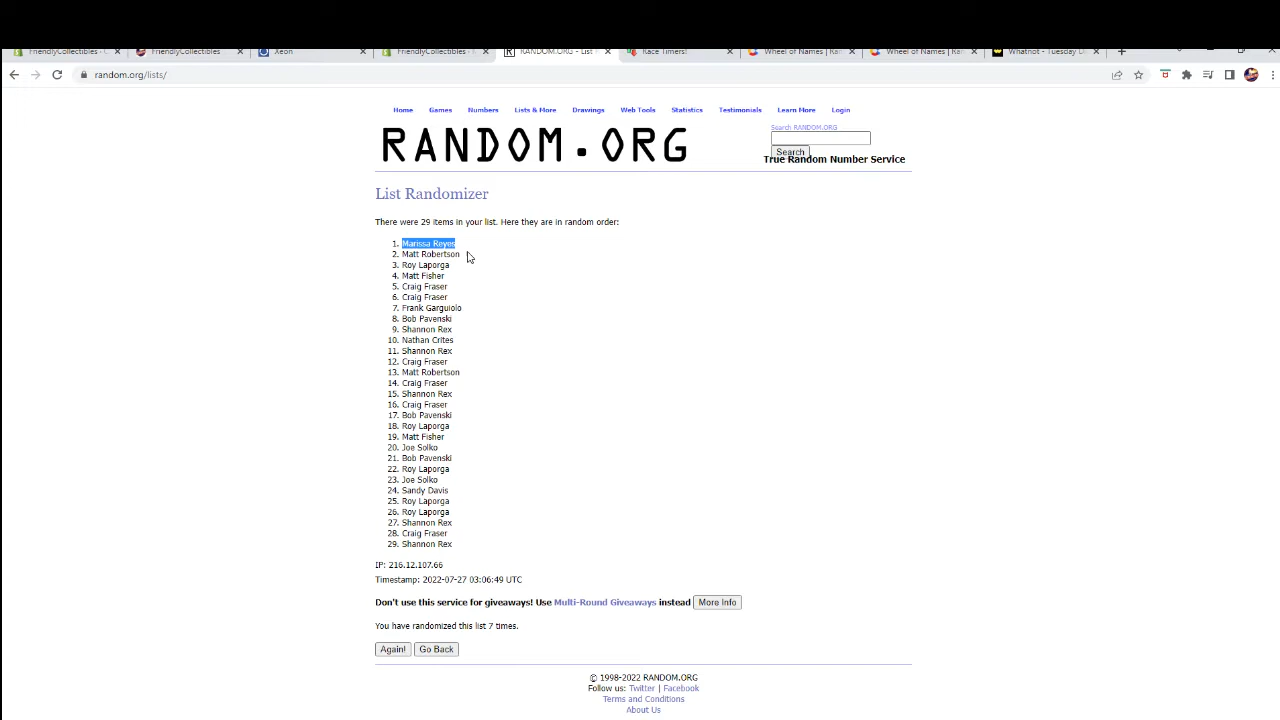 FriendlyCollectibles - 
FriendlyCollectibles
Xeon
FriendlyCollectibles -
RANDOM.ORG - List
Race Timers!
Wheel of Names | Ran
Wheel of Names | Ran
Whatnot - Tuesday
random.org/lists/
Home Games Numbers Lists & More Drawings Web Tools Statistics Testimonials Learn More Login
RANDOM.ORG
Search RANDOM.ORG
Search
True Random Number Service
List Randomizer
There were 29 items in your list. Here they are in random order:
1. Marissa Reyes
2. Matt Robertson
3. Roy Laporga
4. Matt Fisher
5. Craig Fraser
6. Craig Fraser
7. Frank Garguiolo
8. Bob Pavenski
9. Shannon Rex
10. Nathan Crites
11. Shannon Rex
12. Craig Fraser
13. Matt Robertson
14. Craig Fraser
15. Shannon Rex
16. Craig Fraser
17. Bob Pavenski
18. Roy Laporga
19. Matt Fisher
20. Joe Solko
21. Bob Pavenski
22. Roy Laporga
23. Joe Solko
24. Sandy Davis
25. Roy Laporga
26. Roy Laporga
27. Shannon Rex
28. Craig Fraser
29. Shannon Rex
IP: 216.12.107.66
Timestamp: 2022-07-27 03:06:49 UTC
Don't use this service for giveaways! Use Multi-Round Giveaways instead More Info
You have randomized this list 7 times.
Again! Go Back
© 1998-2022 RANDOM.ORG
Follow us: Twitter | Facebook
Terms and Conditions
About Us